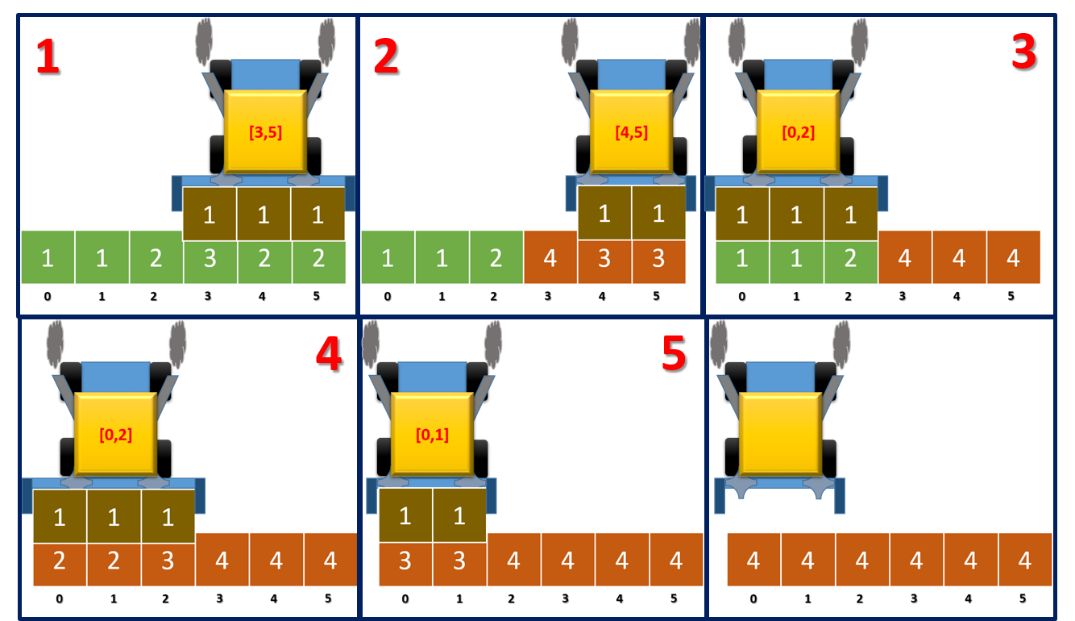 1
[3,5]
1 1 1
1 1 2 3 2 2
0 1 2 3 4 5
2
[4,5]
1 1
1 1 2 4 3 3
0 1 2 3 4 5
3
[0,2]
1 1 1
1 1 2 4 4 4
0 1 2 3 4 5
4
[0,2]
1 1 1
2 2 3 4 4 4
0 1 2 3 4 5
5
[0,1]
1 1
3 3 4 4 4 4
0 1 2 3 4 5
4 4 4 4 4 4
0 1 2 3 4 5